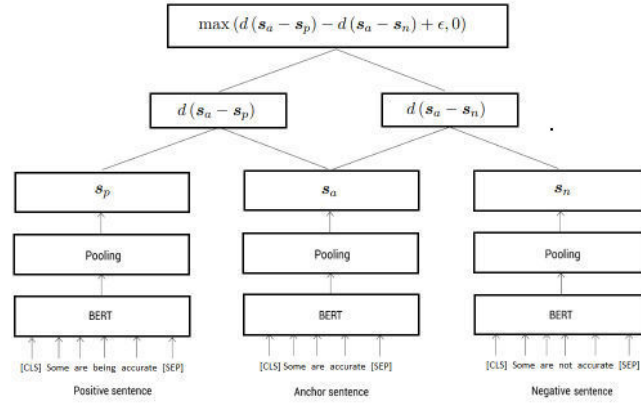 max (d (s_a − s_p) − d (s_a − s_n) + ϵ, 0)
d (s_a − s_p) d (s_a − s_n)
s_p s_a s_n
Pooling Pooling Pooling
BERT BERT BERT
[CLS] Some are being accurate [SEP] [CLS] Some are accurate [SEP] [CLS] Some are not accurate [SEP]
Positive sentence Anchor sentence Negative sentence